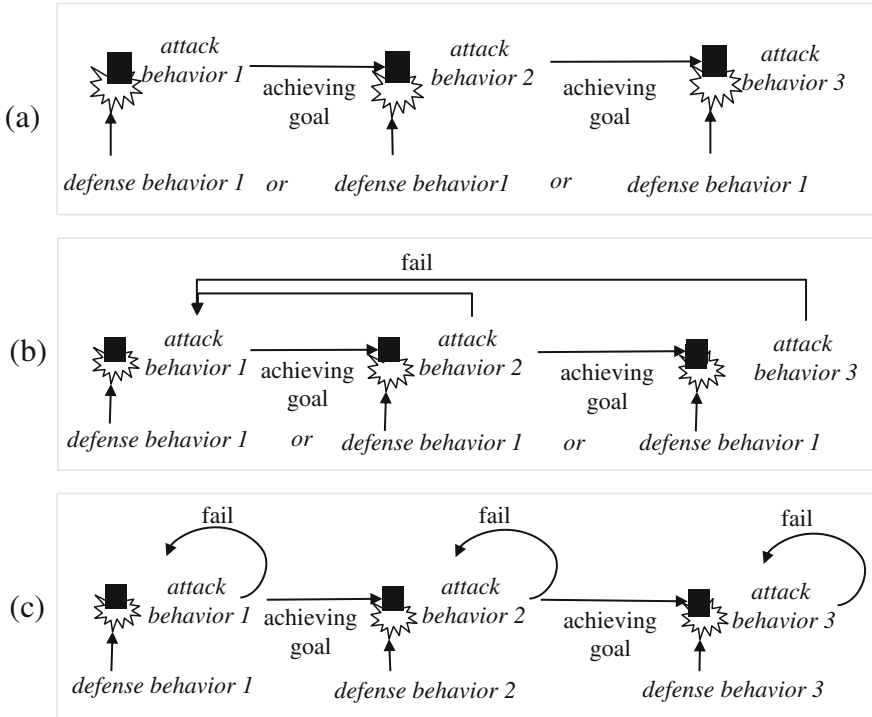 (a)
attack behavior 1
achieving goal
attack behavior 2
achieving goal
attack behavior 3
defense behavior 1 or defense behavior1 or defense behavior 1
(b)
fail
attack behavior 1
achieving goal
attack behavior 2
achieving goal
attack behavior 3
defense behavior 1 or defense behavior 1 or defense behavior 1
(c)
fail
fail
fail
attack behavior 1
achieving goal
attack behavior 2
achieving goal
attack behavior 3
defense behavior 1
defense behavior 2
defense behavior 3